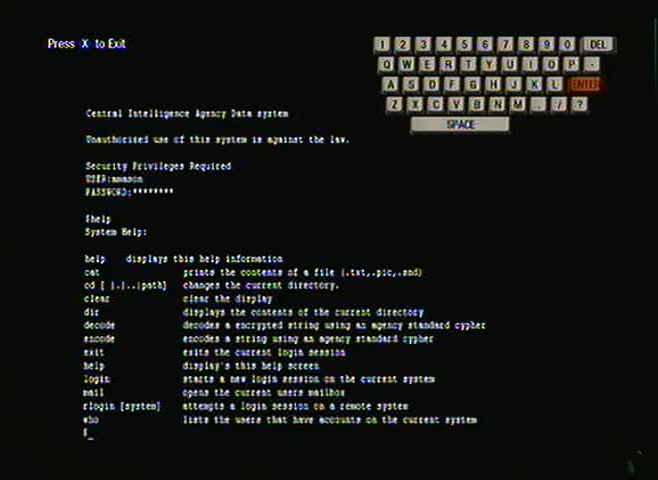 Press X to Exit
1 2 3 4 5 6 7 8 9 0 DEL
Q W E R T Y U I O P -
A S D F G H J K L ENTER
Z X C V B N M . / ?
SPACE
Central Intelligence Agency Data system
Unauthorized use of this system is against the law.
Security Privileges Required
USER:amason
PASSWORD:********
$help
System Help:
help displays this help information
cat prints the contents of a file (.txt,.pic,.snd)
cd [ |.|..|path] changes the current directory.
clear clear the display
dir displays the contents of the current directory
decode decodes a encrypted string using an agency standard cypher
encode encodes a string using an agency standard cypher
exit exits the current login session
help display's this help screen
login starts a new login session on the current system
mail opens the current users mailbox
rlogin [system] attempts a login session on a remote system
who lists the users that have accounts on the current system
$_